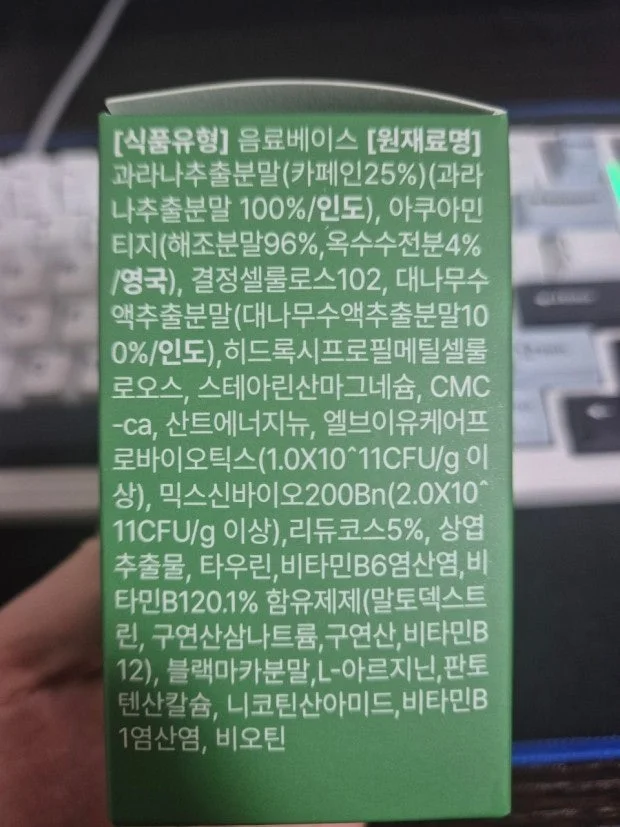 [식품유형] 음료베이스 [원재료명]
과라나추출분말(카페인25%)(과라
나추출분말 100%/인도), 아쿠아민
티지(해조분말96%,옥수수전분4%
/영국), 결정셀룰로스102, 대나무수
액추출분말(대나무수액추출분말10
0%/인도),히드록시프로필메틸셀룰
로오스, 스테아린산마그네슘, CMC
-ca, 산트에너지뉴, 엘브이유케어프
로바이오틱스(1.0X10^11CFU/g 이
상), 믹스신바이오200Bn(2.0X10^
11CFU/g 이상),리듀코스5%, 상엽
추출물, 타우린,비타민B6염산염,비
타민B120.1% 함유제제(말토덱스트
린, 구연산삼나트륨,구연산,비타민B
12), 블랙마카분말,L-아르지닌,판토
텐산칼슘, 니코틴산아미드,비타민B
1염산염, 비오틴